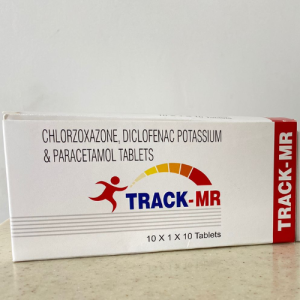 CHLORZOXAZONE, DICLOFENAC POTASSIUM
& PARACETAMOL TABLETS
TRACK-MR
10 X 1 X 10 Tablets
TRACK-MR